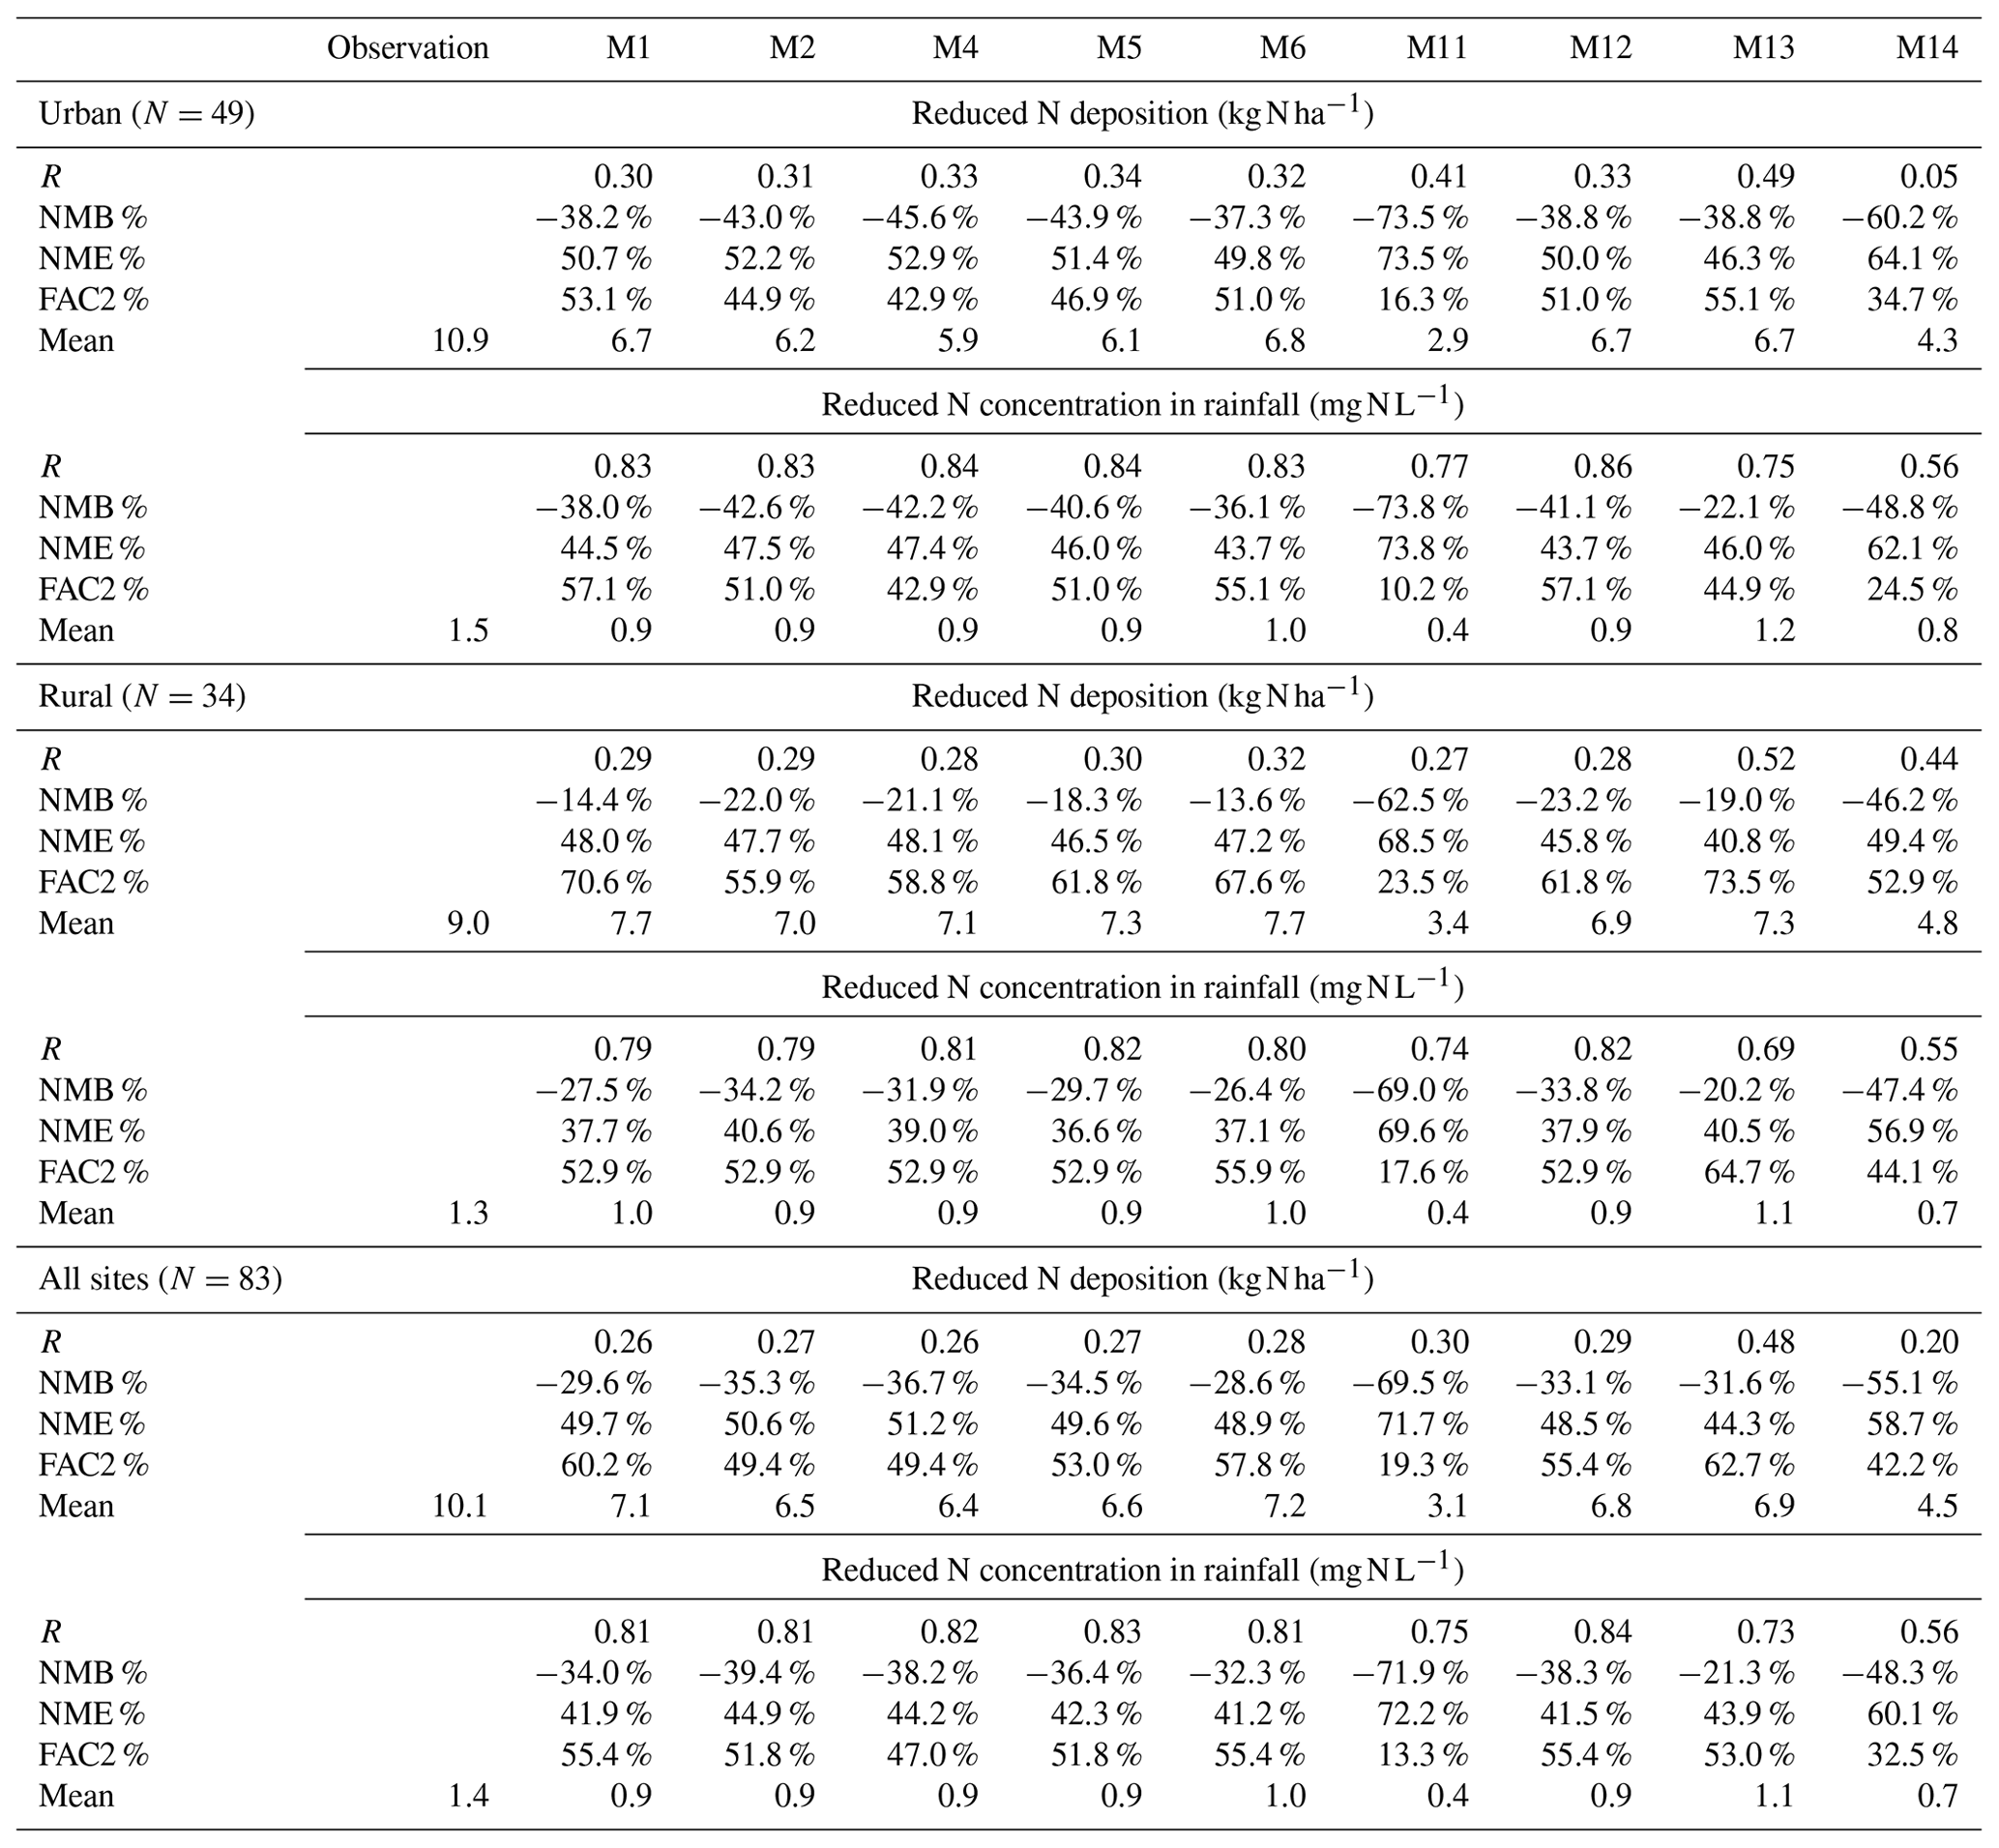 Observation M1 M2 M4 M5 M6 M11 M12 M13 M14
Urban (N = 49) Reduced N deposition (kg N ha−1)
R 0.30 0.31 0.33 0.34 0.32 0.41 0.33 0.49 0.05
NMB % −38.2 % −43.0 % −45.6 % −43.9 % −37.3 % −73.5 % −38.8 % −38.8 % −60.2 %
NME % 50.7 % 52.2 % 52.9 % 51.4 % 49.8 % 73.5 % 50.0 % 46.3 % 64.1 %
FAC2 % 53.1 % 44.9 % 42.9 % 46.9 % 51.0 % 16.3 % 51.0 % 55.1 % 34.7 %
Mean 10.9 6.7 6.2 5.9 6.1 6.8 2.9 6.7 6.7 4.3
Reduced N concentration in rainfall (mg N L−1)
R 0.83 0.83 0.84 0.84 0.83 0.77 0.86 0.75 0.56
NMB % −38.0 % −42.6 % −42.2 % −40.6 % −36.1 % −73.8 % −41.1 % −22.1 % −48.8 %
NME % 44.5 % 47.5 % 47.4 % 46.0 % 43.7 % 73.8 % 43.7 % 46.0 % 62.1 %
FAC2 % 57.1 % 51.0 % 42.9 % 51.0 % 55.1 % 10.2 % 57.1 % 44.9 % 24.5 %
Mean 1.5 0.9 0.9 0.9 0.9 1.0 0.4 0.9 1.2 0.8
Rural (N = 34) Reduced N deposition (kg N ha−1)
R 0.29 0.29 0.28 0.30 0.32 0.27 0.28 0.52 0.44
NMB % −14.4 % −22.0 % −21.1 % −18.3 % −13.6 % −62.5 % −23.2 % −19.0 % −46.2 %
NME % 48.0 % 47.7 % 48.1 % 46.5 % 47.2 % 68.5 % 45.8 % 40.8 % 49.4 %
FAC2 % 70.6 % 55.9 % 58.8 % 61.8 % 67.6 % 23.5 % 61.8 % 73.5 % 52.9 %
Mean 9.0 7.7 7.0 7.1 7.3 7.7 3.4 6.9 7.3 4.8
Reduced N concentration in rainfall (mg N L−1)
R 0.79 0.79 0.81 0.82 0.80 0.74 0.82 0.69 0.55
NMB % −27.5 % −34.2 % −31.9 % −29.7 % −26.4 % −69.0 % −33.8 % −20.2 % −47.4 %
NME % 37.7 % 40.6 % 39.0 % 36.6 % 37.1 % 69.6 % 37.9 % 40.5 % 56.9 %
FAC2 % 52.9 % 52.9 % 52.9 % 52.9 % 55.9 % 17.6 % 52.9 % 64.7 % 44.1 %
Mean 1.3 1.0 0.9 0.9 0.9 1.0 0.4 0.9 1.1 0.7
All sites (N = 83) Reduced N deposition (kg N ha−1)
R 0.26 0.27 0.26 0.27 0.28 0.30 0.29 0.48 0.20
NMB % −29.6 % −35.3 % −36.7 % −34.5 % −28.6 % −69.5 % −33.1 % −31.6 % −55.1 %
NME % 49.7 % 50.6 % 51.2 % 49.6 % 48.9 % 71.7 % 48.5 % 44.3 % 58.7 %
FAC2 % 60.2 % 49.4 % 49.4 % 53.0 % 57.8 % 19.3 % 55.4 % 62.7 % 42.2 %
Mean 10.1 7.1 6.5 6.4 6.6 7.2 3.1 6.8 6.9 4.5
Reduced N concentration in rainfall (mg N L−1)
R 0.81 0.81 0.82 0.83 0.81 0.75 0.84 0.73 0.56
NMB % −34.0 % −39.4 % −38.2 % −36.4 % −32.3 % −71.9 % −38.3 % −21.3 % −48.3 %
NME % 41.9 % 44.9 % 44.2 % 42.3 % 41.2 % 72.2 % 41.5 % 43.9 % 60.1 %
FAC2 % 55.4 % 51.8 % 47.0 % 51.8 % 55.4 % 13.3 % 55.4 % 53.0 % 32.5 %
Mean 1.4 0.9 0.9 0.9 0.9 1.0 0.4 0.9 1.1 0.7